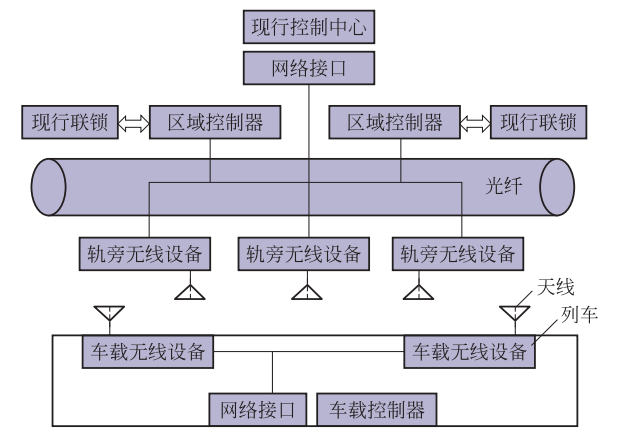 现行控制中心
网络接口
现行联锁
区域控制器
区域控制器
现行联锁
光纤
轨旁无线设备
轨旁无线设备
轨旁无线设备
天线
列车
车载无线设备
车载无线设备
网络接口
车载控制器